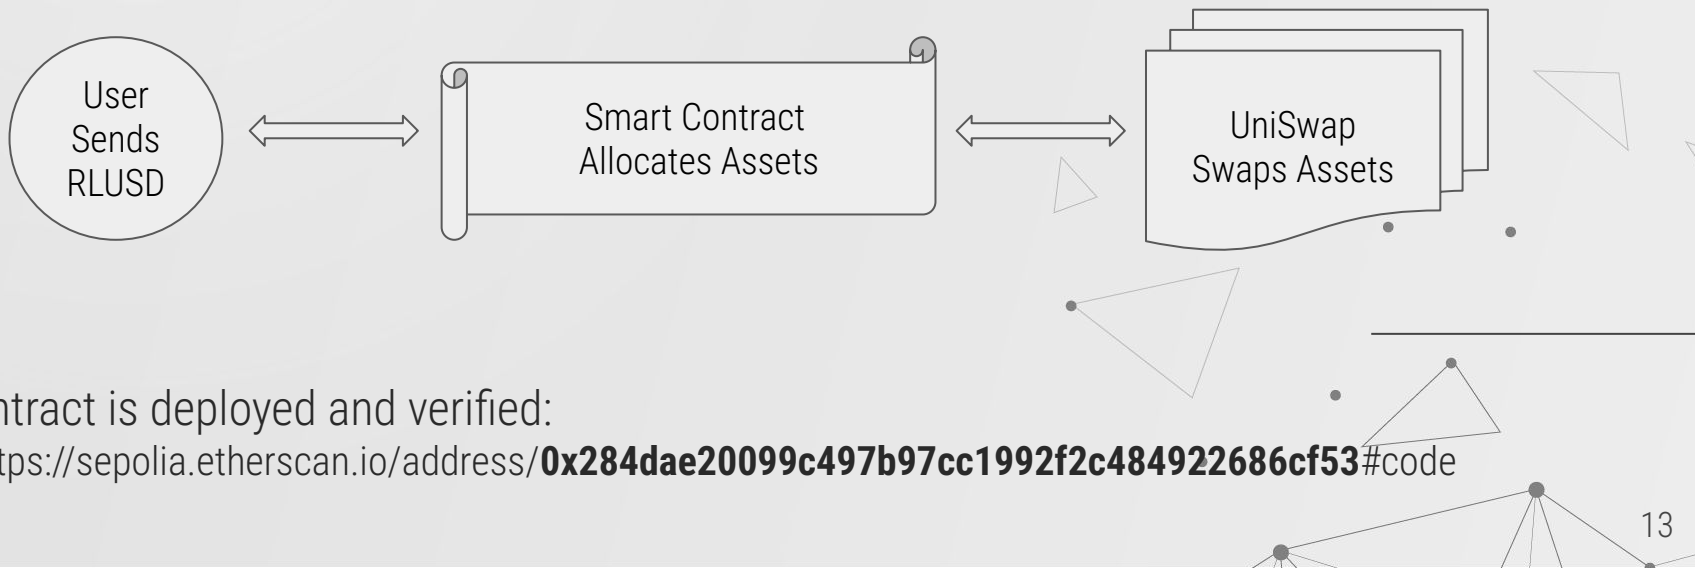 User
Sends
RLUSD
Smart Contract
Allocates Assets
UniSwap
Swaps Assets
ntract is deployed and verified:
tps://sepolia.etherscan.io/address/0x284dae20099c497b97cc1992f2c484922686cf53#code
13